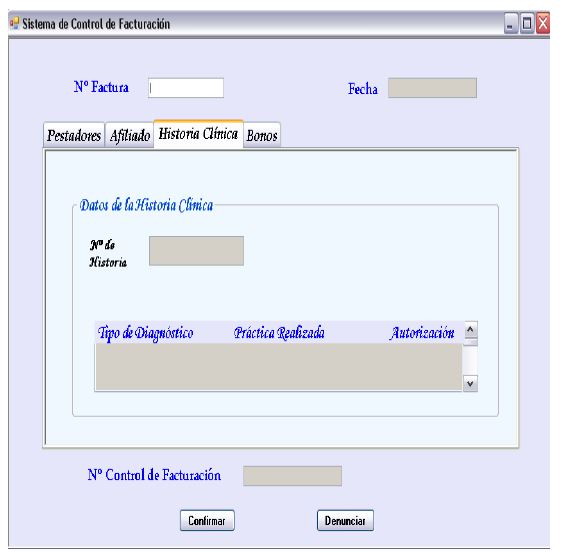 Sistema de Control de Facturación
Nº Factura
Fecha
Pestadores Afiliado Historia Clínica Bonos
Datos de la Historia Clínica
Nº de
Historia
Tipo de Diagnóstico Práctica Realizada Autorización
Nº Control de Facturación
Confirmar Denunciar